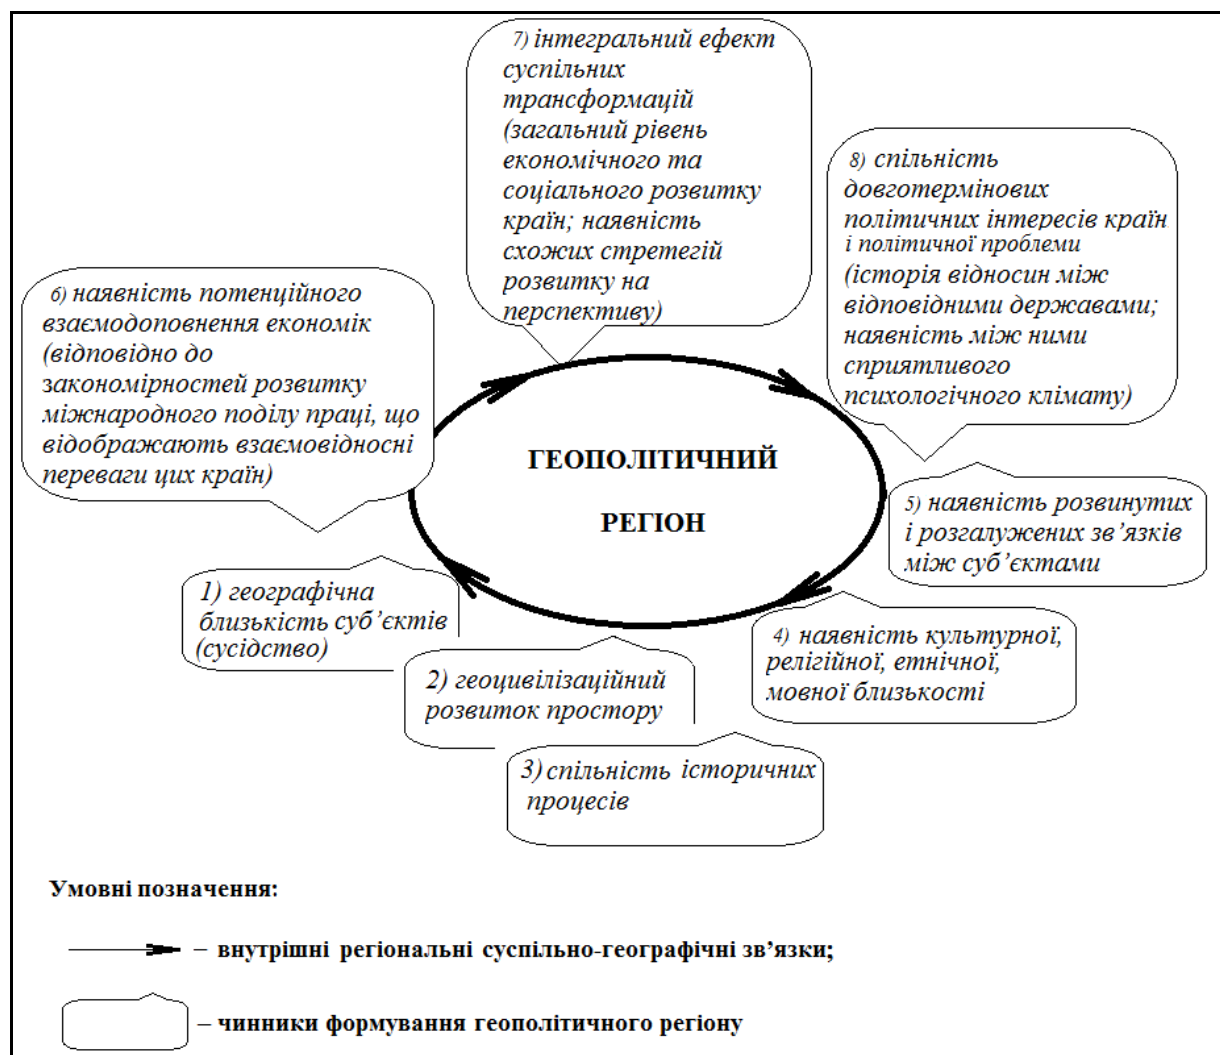 7) інтегральний ефект
суспільних
трансформацій
(загальний рівень
економічного та
соціального розвитку
країн; наявність
схожих стретегій
розвитку на
перспективу)
8) спільність
довготермінових
політичних інтересів країн
і політичної проблеми
(історія відносин між
відповідними державами;
наявність між ними
сприятливого
психологічного клімату)
6) наявність потенційного
взаємодоповнення економік
(відповідно до
закономірностей розвитку
міжнародного поділу праці, що
відображають взаємовідносні
переваги цих країн)
ГЕОПОЛІТИЧНИЙ
РЕГІОН
5) наявність розвинутих
і розгалужених зв’язків
між суб’єктами
1) географічна
близькість суб’єктів
(сусідство)
4) наявність культурної,
релігійної, етнічної,
мовної близькості
2) геоцивілізаційний
розвиток простору
3) спільність історичних
процесів
Умовні позначення:
– внутрішні регіональні суспільно-географічні зв’язки;
– чинники формування геополітичного регіону